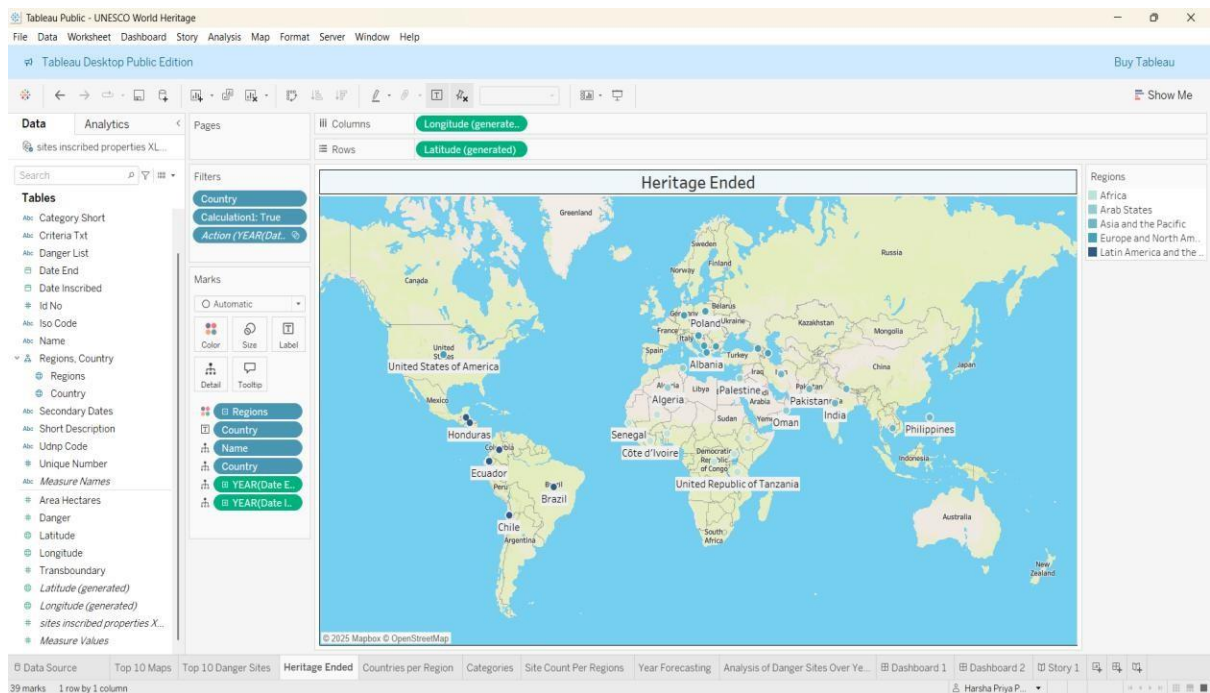 Tableau Public - UNESCO World Heritage
File Data Worksheet Dashboard Story Analysis Map Format Server Window Help
Tableau Desktop Public Edition
Buy Tableau
Show Me
Data Analytics
sites inscribed properties XL...
Search
Tables
Abc Category Short
Abc Criteria Txt
Abc Danger List
Date End
Date Inscribed
# Id No
Abc Iso Code
Abc Name
Regions, Country
Regions
Country
Abc Secondary Dates
Abc Short Description
Abc Udnp Code
# Unique Number
Abc Measure Names
# Area Hectares
# Danger
Latitude
Longitude
# Transboundary
Latitude (generated)
Longitude (generated)
# sites inscribed properties X...
# Measure Values
Pages
Filters
Country
Calculation1: True
Action (YEAR(Dat..
Marks
Automatic
Color Size Label
Detail Tooltip
Regions
Country
Name
Country
YEAR(Date E..
YEAR(Date I..
Columns Longitude (generate..
Rows Latitude (generated)
Heritage Ended
Greenland
Sweden
Russia
Finland
Norway
Canada
Belarus
Poland
Ukraine
Kazakhstan
Mongolia
France
Italy
United States
Spain
Turkey
China
Japan
United States of America
Albania
Iraq
Libya
Palestine
Algeria
Arabia
Pakistan
Mexico
Sudan
Oman
India
Honduras
Senegal
Philippines
Côte d'Ivoire
Democratic
of Congo
Ecuador
Indonesia
Peru
Brazil
United Republic of Tanzania
Chile
Argentina
South Africa
Australia
New Zealand
© 2025 Mapbox © OpenStreetMap
Regions
Africa
Arab States
Asia and the Pacific
Europe and North Am..
Latin America and the ..
Data Source Top 10 Maps Top 10 Danger Sites Heritage Ended Countries per Region Categories Site Count Per Regions Year Forecasting Analysis of Danger Sites Over Ye... Dashboard 1 Dashboard 2 Story 1
39 marks 1 row by 1 column
Harsha Priya P...